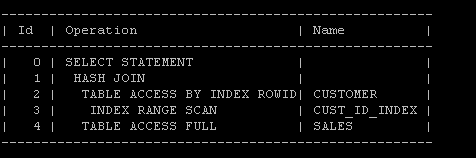 --------------------------------------------------------
| Id | Operation | Name |
--------------------------------------------------------
| 0 | SELECT STATEMENT | |
| 1 | HASH JOIN | |
| 2 | TABLE ACCESS BY INDEX ROWID| CUSTOMER |
| 3 | INDEX RANGE SCAN | CUST_ID_INDEX |
| 4 | TABLE ACCESS FULL | SALES |
--------------------------------------------------------